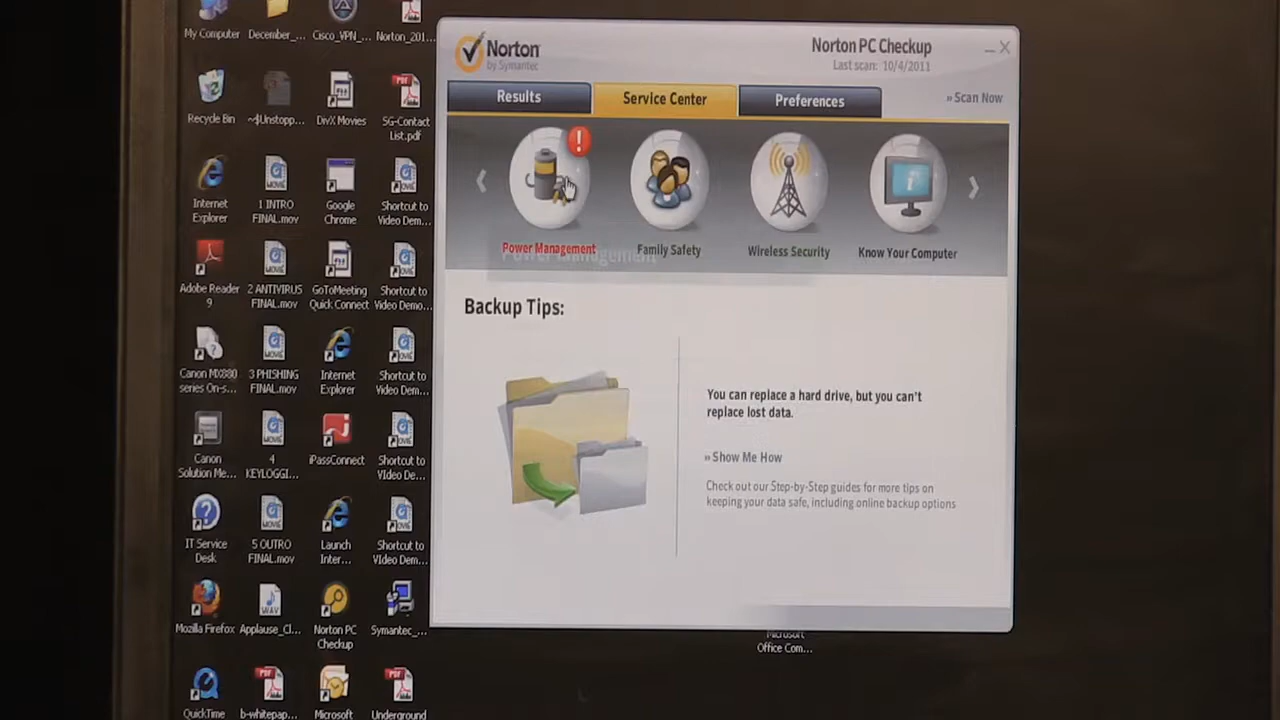 My Computer
December_...
Cisco_VPN_...
Norton_201...
Recycle Bin
~$Unstopp...
DivX Movies
SG-Contact
List.pdf
Internet
Explorer
1 INTRO
FINAL.mov
Google
Chrome
Shortcut to
Video Dem...
Adobe Reader
9
2 ANTIVIRUS
FINAL.mov
GoToMeeting
Quick Connect
Shortcut to
Video Demo...
Canon MX880
series On-s...
3 PHISHING
FINAL.mov
Internet
Explorer
Shortcut to
Video Dem...
Canon
Solution Me...
4
KEYLOGGI...
iPassConnect
Shortcut to
Video De...
IT Service
Desk
5 OUTRO
FINAL.mov
Launch
Inter...
Shortcut to
Video De...
Mozilla Firefox
Applause_Cl...
Norton PC
Checkup
Symantec_...
QuickTime
b-whitepap...
Microsoft
Underground
Norton
by Symantec
Norton PC Checkup
Last scan: 10/4/2011
Results
Service Center
Preferences
» Scan Now
Power Management
Family Safety
Wireless Security
Know Your Computer
Power Management
Backup Tips:
You can replace a hard drive, but you can't
replace lost data.
» Show Me How
Check out our Step-by-Step guides for more tips on
keeping your data safe, including online backup options
Microsoft
Office Com...